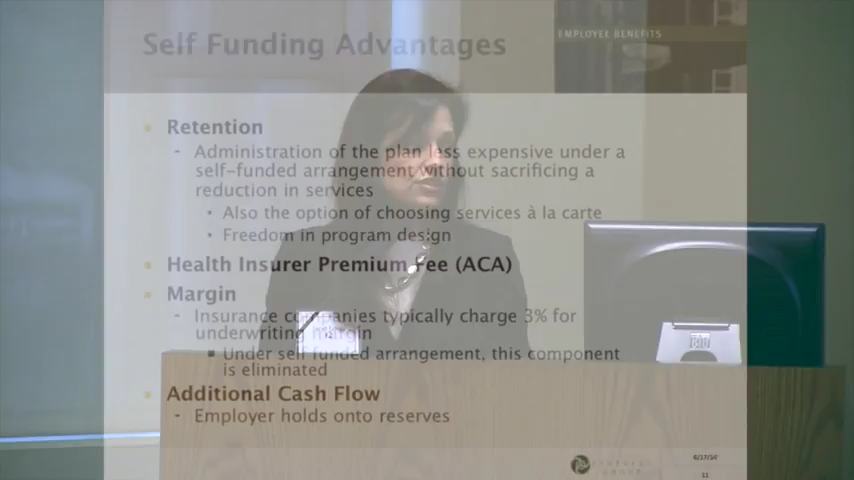 Self Funding Advantages
EMPLOYEE BENEFITS
Retention
- Administration of the plan less expensive under a
self-funded arrangement without sacrificing a
reduction in services
• Also the option of choosing services à la carte
• Freedom in program design
Health Insurer Premium Fee (ACA)
Margin
- Insurance companies typically charge 3% for
underwriting margin
▪ Under self funded arrangement, this component
is eliminated
Additional Cash Flow
- Employer holds onto reserves
11